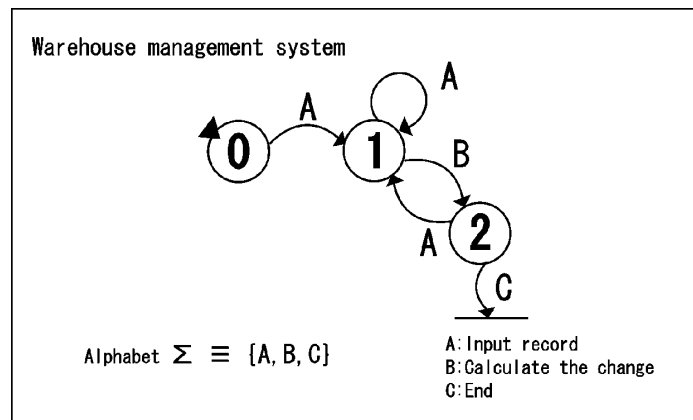 Warehouse management system
A
A
0
1
B
A
2
C
Alphabet Σ ≡ {A, B, C}
A:Input record
B:Calculate the change
C:End